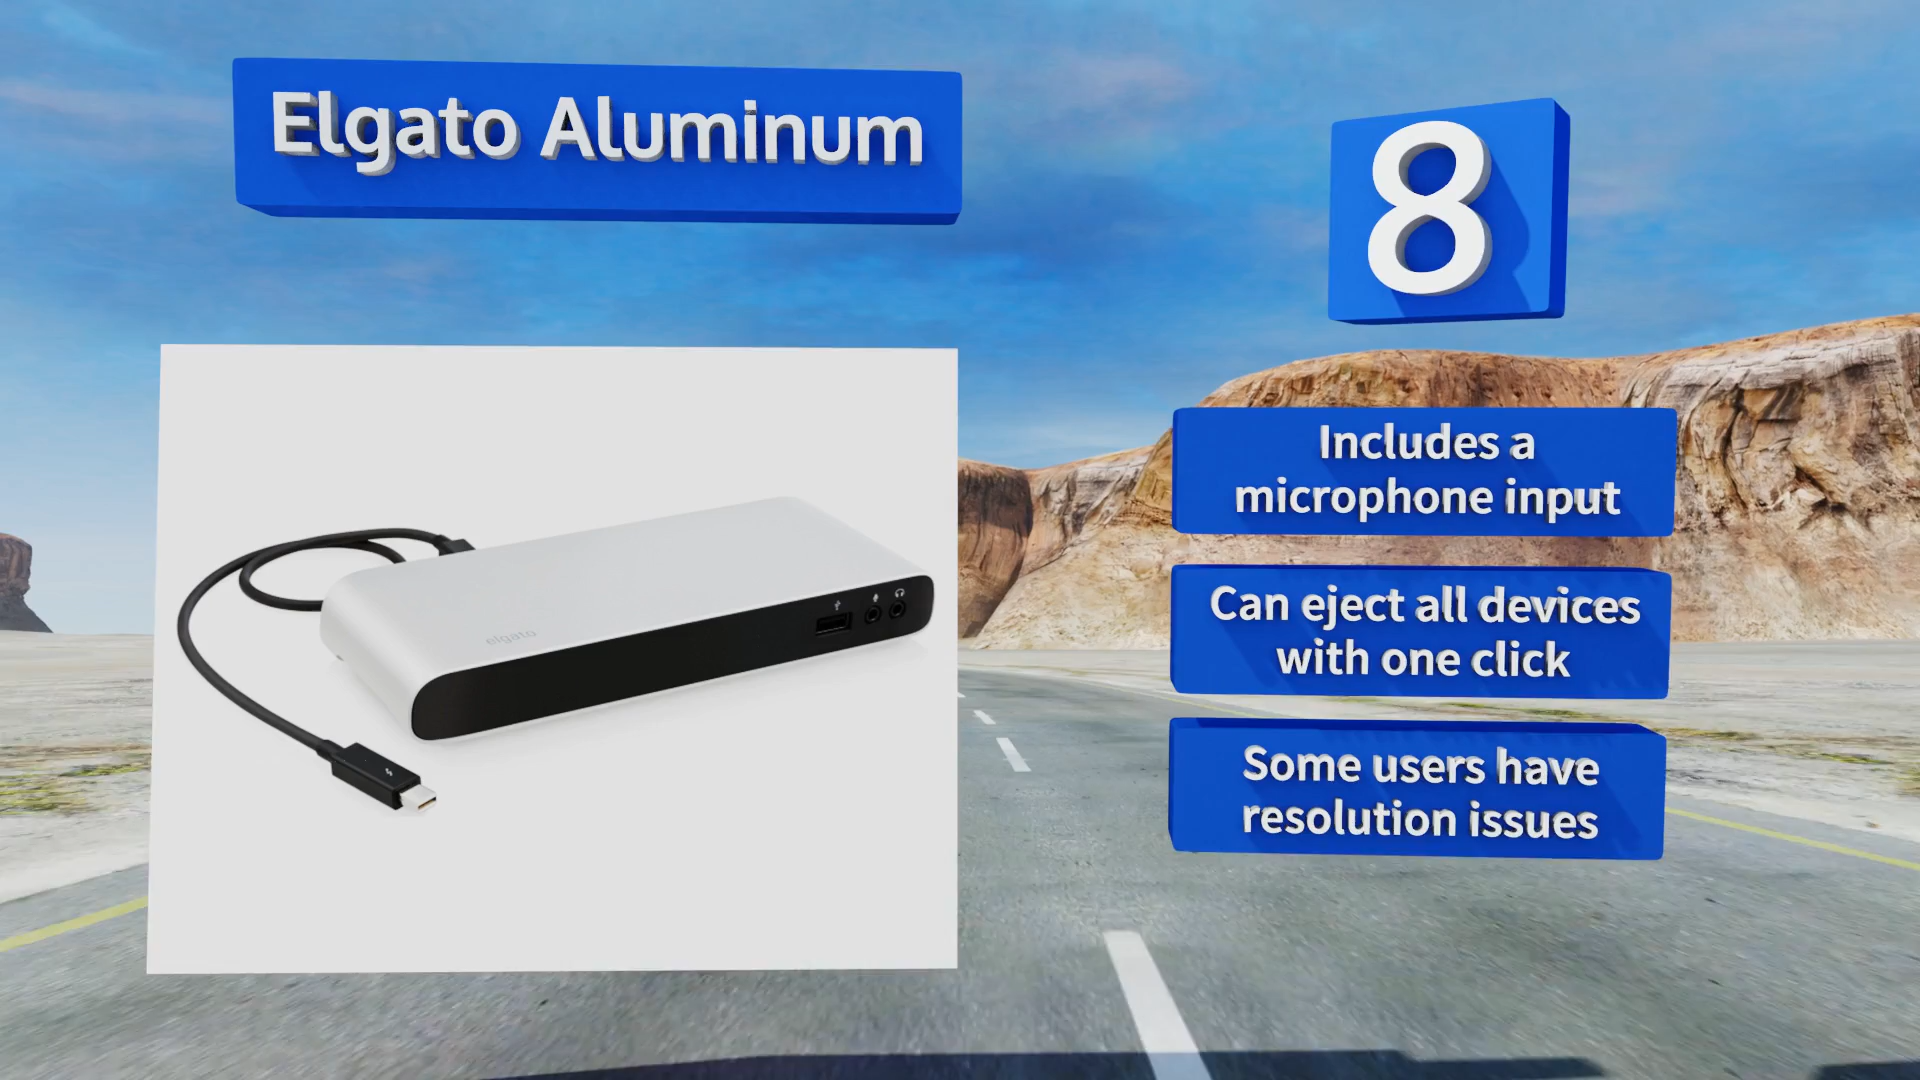 Elgato Aluminum
8
Includes a
microphone input
Can eject all devices
with one click
Some users have
resolution issues
elgato